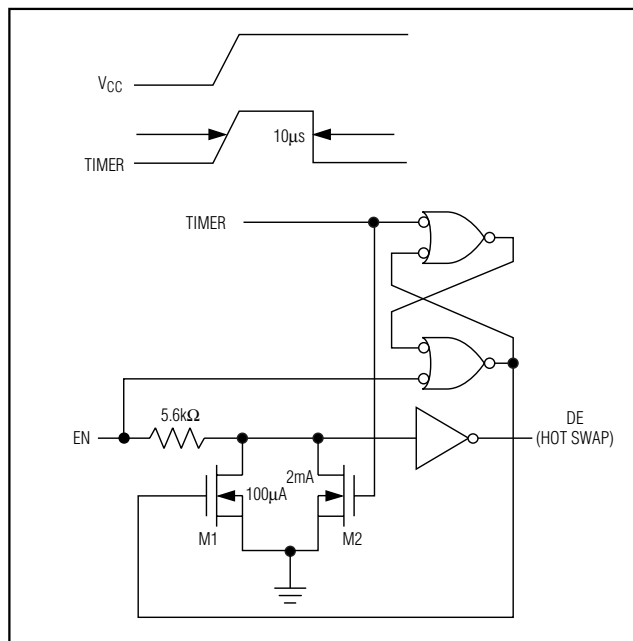 VCC
10μs
TIMER
TIMER
5.6kΩ
EN
DE
(HOT SWAP)
100μA
2mA
M1
M2